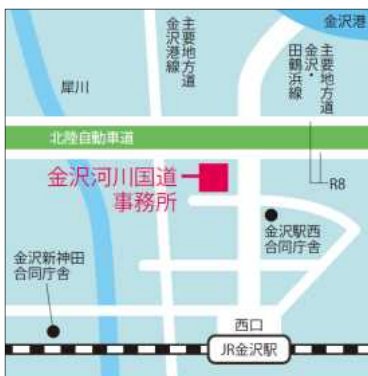 金沢港
主要地方道
金沢港線
主要地方道
金沢・
田鶴浜線
犀川
北陸自動車道
金沢河川国道
事務所
R8
金沢駅西
合同庁舎
金沢新神田
合同庁舎
西口
JR金沢駅